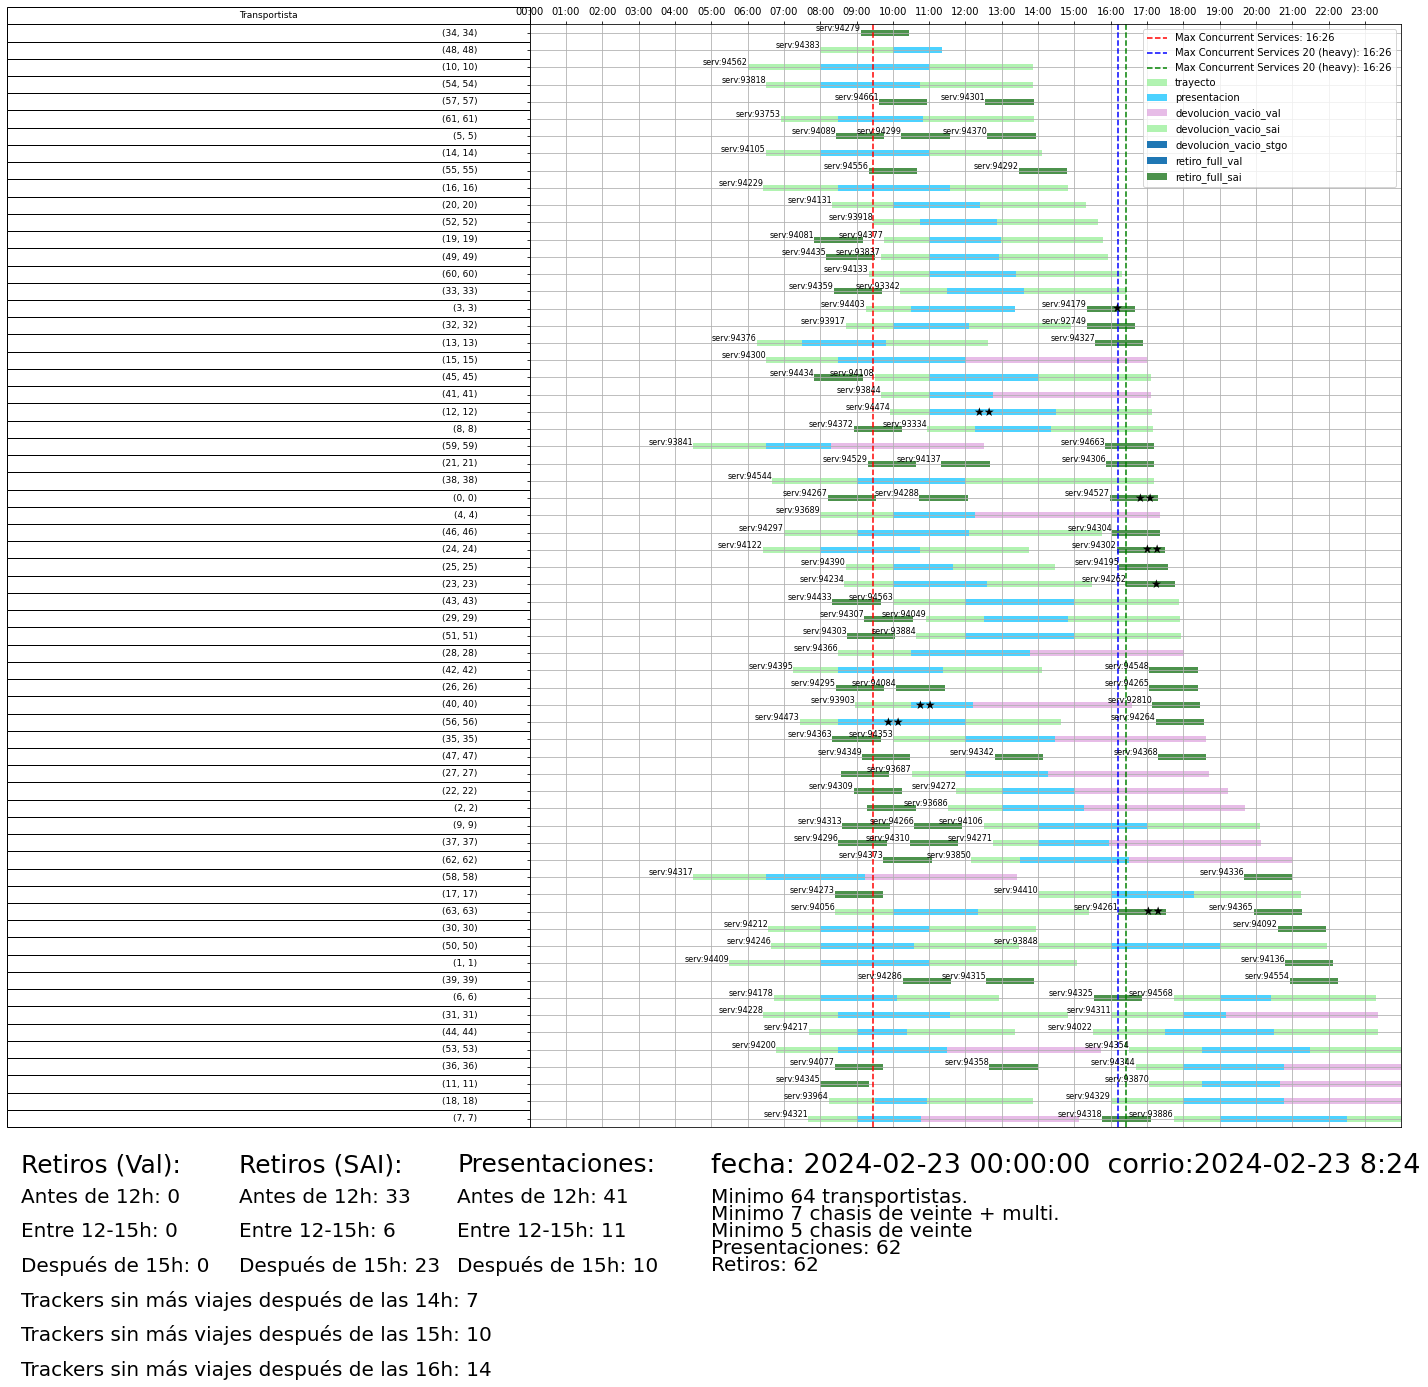 Transportista
00:00 01:00 02:00 03:00 04:00 05:00 06:00 07:00 08:00 09:00 10:00 11:00 12:00 13:00 14:00 15:00 16:00 17:00 18:00 19:00 20:00 21:00 22:00 23:00
Max Concurrent Services: 16:26
Max Concurrent Services 20 (heavy): 16:26
Max Concurrent Services 20 (heavy): 16:26
trayecto
presentacion
devolucion_vacio_val
devolucion_vacio_sai
devolucion_vacio_stgo
retiro_full_val
retiro_full_sai
(34, 34) serv:94279
(48, 48) serv:94383
(10, 10) serv:94562
(54, 54) serv:93818
(57, 57) serv:94661 serv:94301
(61, 61) serv:93753
(5, 5) serv:94089 serv:94299 serv:94370
(14, 14) serv:94105
(55, 55) serv:94556 serv:94292
(16, 16) serv:94229
(20, 20) serv:94131
(52, 52) serv:93918
(19, 19) serv:94081 serv:94377
(49, 49) serv:94435 serv:93837
(60, 60) serv:94133
(33, 33) serv:94359 serv:93342
(3, 3) serv:94403 serv:94179
(32, 32) serv:93917 serv:92749
(13, 13) serv:94376 serv:94327
(15, 15) serv:94300
(45, 45) serv:94434 serv:94108
(41, 41) serv:93844
(12, 12) serv:94474
(8, 8) serv:94372 serv:93334
(59, 59) serv:93841 serv:94663
(21, 21) serv:94529 serv:94137 serv:94306
(38, 38) serv:94544
(0, 0) serv:94267 serv:94288 serv:94527
(4, 4) serv:93689
(46, 46) serv:94297 serv:94304
(24, 24) serv:94122 serv:94302
(25, 25) serv:94390 serv:94195
(23, 23) serv:94234 serv:94262
(43, 43) serv:94433 serv:94563
(29, 29) serv:94307 serv:94049
(51, 51) serv:94303 serv:93884
(28, 28) serv:94366
(42, 42) serv:94395 serv:94548
(26, 26) serv:94295 serv:94084 serv:94265
(40, 40) serv:93903 serv:92810
(56, 56) serv:94473 serv:94264
(35, 35) serv:94363 serv:94353
(47, 47) serv:94349 serv:94342 serv:94368
(27, 27) serv:93687
(22, 22) serv:94309 serv:94272
(2, 2) serv:93686
(9, 9) serv:94313 serv:94266 serv:94106
(37, 37) serv:94296 serv:94310 serv:94271
(62, 62) serv:94373 serv:93850
(58, 58) serv:94317 serv:94336
(17, 17) serv:94273 serv:94410
(63, 63) serv:94056 serv:94261 serv:94365
(30, 30) serv:94212 serv:94092
(50, 50) serv:94246 serv:93848
(1, 1) serv:94409 serv:94136
(39, 39) serv:94286 serv:94315 serv:94554
(6, 6) serv:94178 serv:94325 serv:94568
(31, 31) serv:94228 serv:94311
(44, 44) serv:94217 serv:94022
(53, 53) serv:94200 serv:94354
(36, 36) serv:94077 serv:94358 serv:94344
(11, 11) serv:94345 serv:93870
(18, 18) serv:93964 serv:94329
(7, 7) serv:94321 serv:94318 serv:93886
Retiros (Val):
Antes de 12h: 0
Entre 12-15h: 0
Después de 15h: 0
Retiros (SAI):
Antes de 12h: 33
Entre 12-15h: 6
Después de 15h: 23
Presentaciones:
Antes de 12h: 41
Entre 12-15h: 11
Después de 15h: 10
fecha: 2024-02-23 00:00:00 corrio:2024-02-23 8:24
Minimo 64 transportistas.
Minimo 7 chasis de veinte + multi.
Minimo 5 chasis de veinte
Presentaciones: 62
Retiros: 62
Trackers sin más viajes después de las 14h: 7
Trackers sin más viajes después de las 15h: 10
Trackers sin más viajes después de las 16h: 14